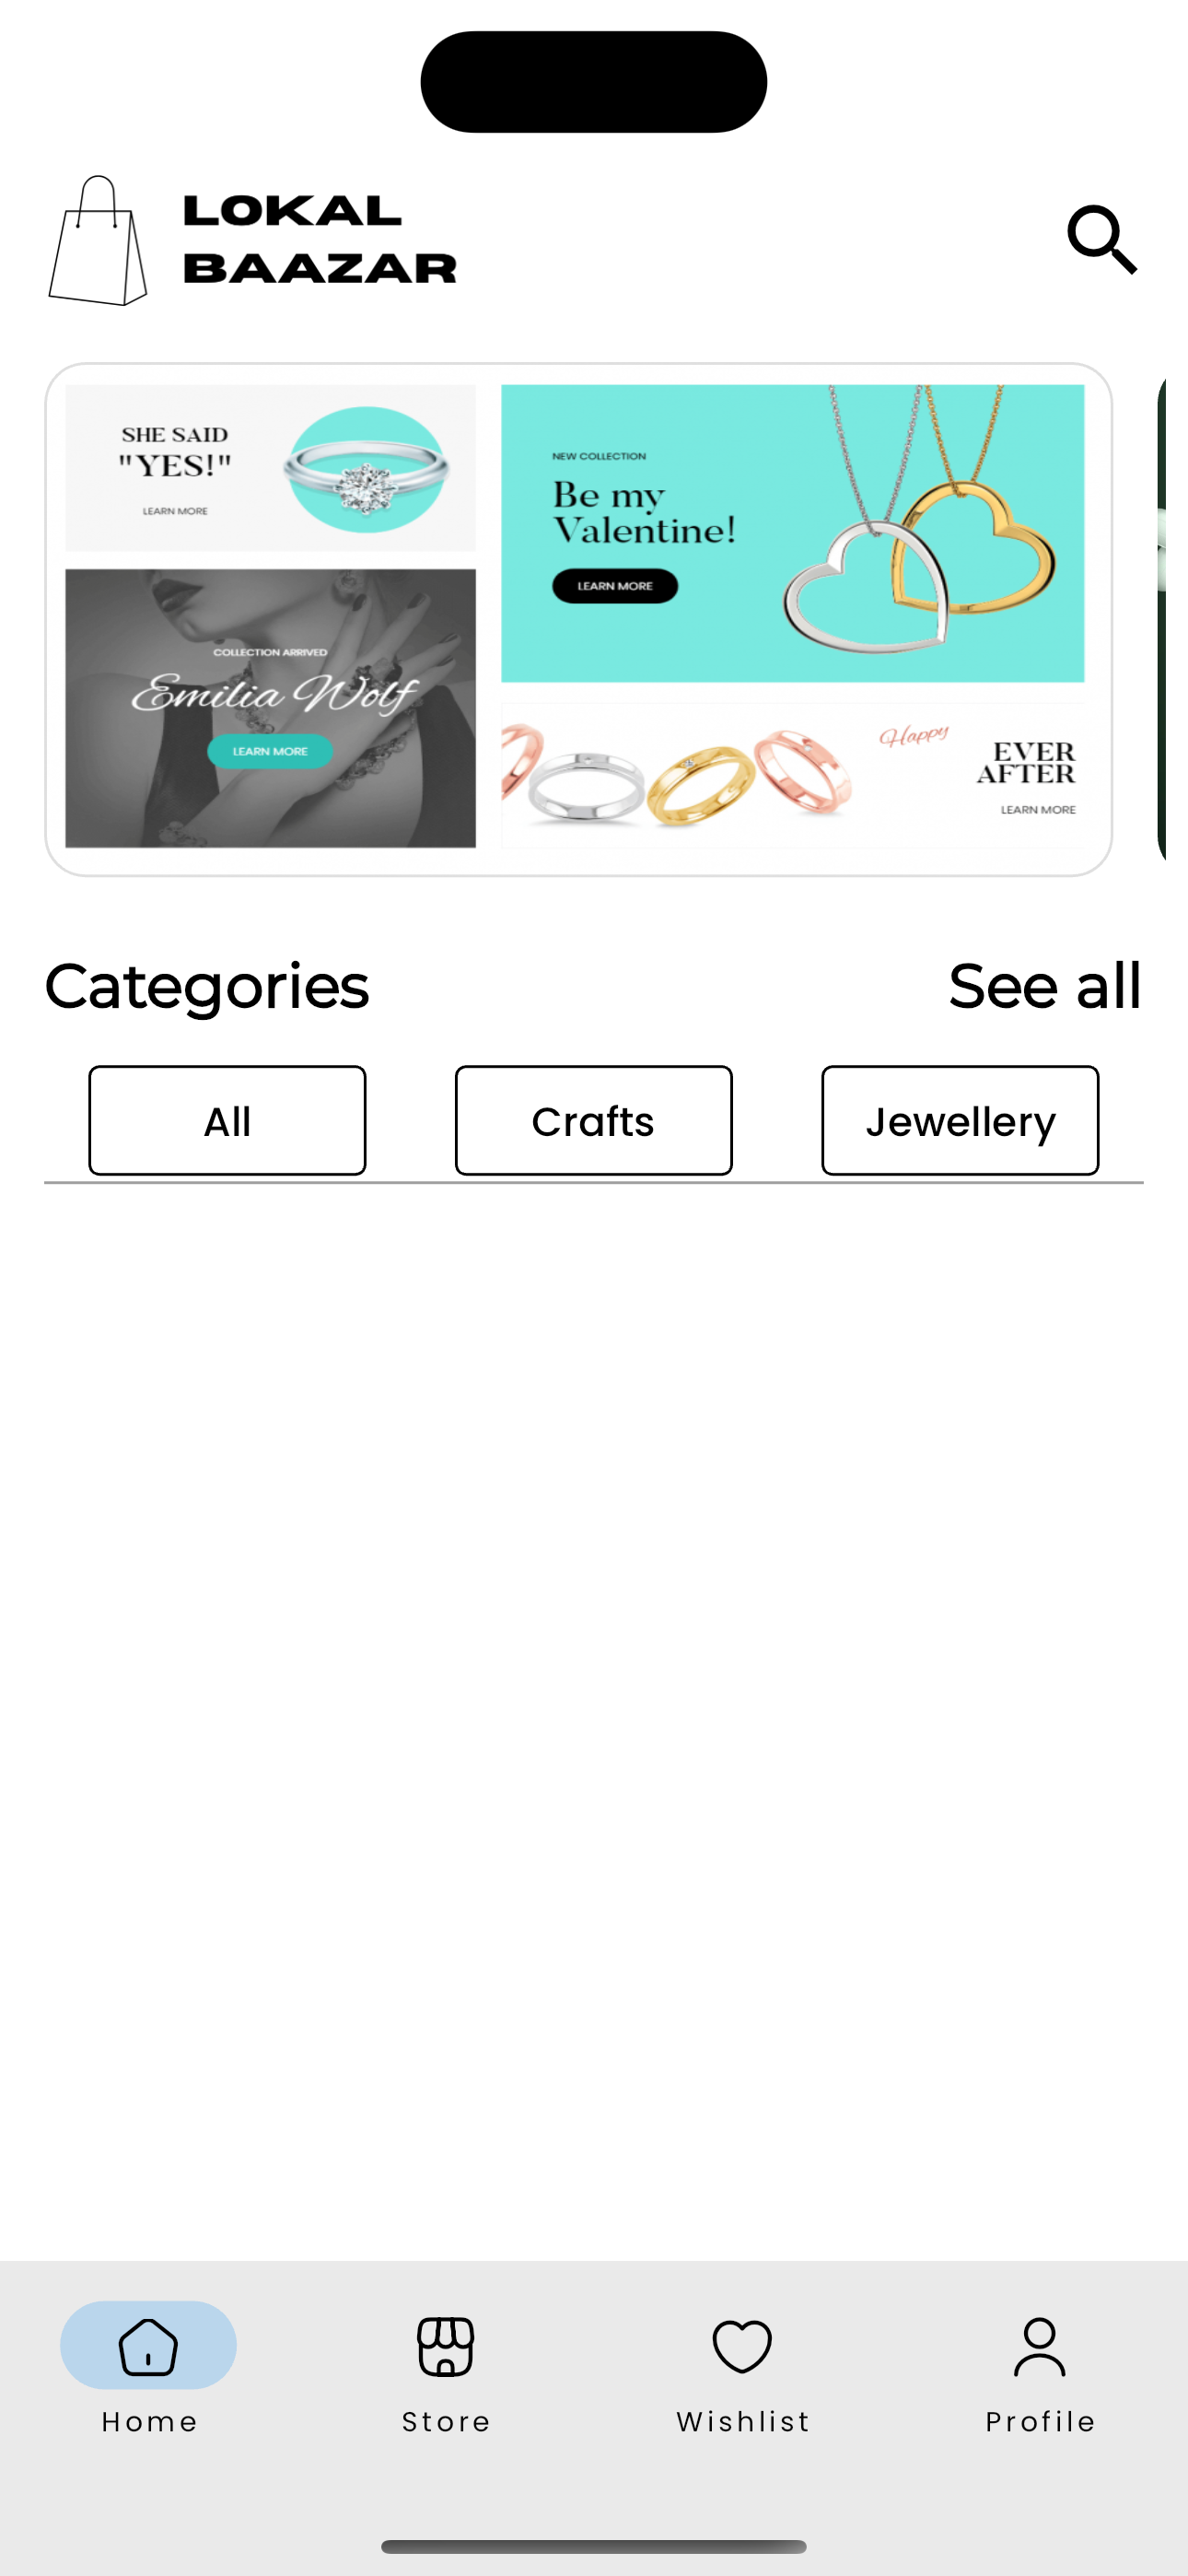 LOKAL
BAAZAR
SHE SAID
"YES!"
LEARN MORE
NEW COLLECTION
Be my
Valentine!
LEARN MORE
COLLECTION ARRIVED
Emilia Wolf
LEARN MORE
Happy
EVER
AFTER
LEARN MORE
Categories
See all
All
Crafts
Jewellery
Home
Store
Wishlist
Profile